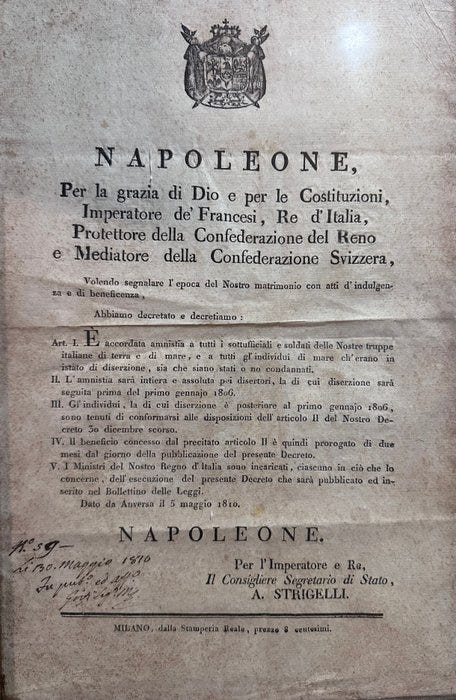 NAPOLEONE,
Per la grazia di Dio e per le Costituzioni,
Imperatore de' Francesi, Re d'Italia,
Protettore della Confederazione del Reno
e Mediatore della Confederazione Svizzera,
Volendo segnalare l'epoca del Nostro matrimonio con atti d'indulgen-
za e di beneficenza,
Abbiamo decretato e decretiamo:
Art. I. È accordata amnistia a tutti i sottufficiali e soldati delle Nostre truppe
italiane di terra e di mare, e a tutti gl'individui di mare ch'erano in
istato di diserzione, sia che siano stati o no condannati.
II. L'amnistia sarà intiera e assoluta pei disertori, la di cui diserzione sarà
seguita prima del primo gennajo 1806.
III. Gl'individui, la di cui diserzione è posteriore al primo gennajo 1806,
sono tenuti di conformarsi alle disposizioni dell'articolo II del Nostro De-
creto 30 dicembre scorso.
IV. Il beneficio concesso dal precitato articolo II è quindi prorogato di due
mesi dal giorno della pubblicazione del presente Decreto.
V. I Ministri del Nostro Regno d'Italia sono incaricati, ciascuno in ciò che lo
concerne, dell'esecuzione del presente Decreto che sarà pubblicato ed in-
serito nel Bollettino delle Leggi.
Dato da Anversa il 5 maggio 1810.
NAPOLEONE.
Per l'Imperatore e Re,
Il Consigliere Segretario di Stato,
A. STRIGELLI.
N.° 59
Li 30. Maggio 1810
MILANO, dalla Stamperia Reale, prezzo 8 centesimi.